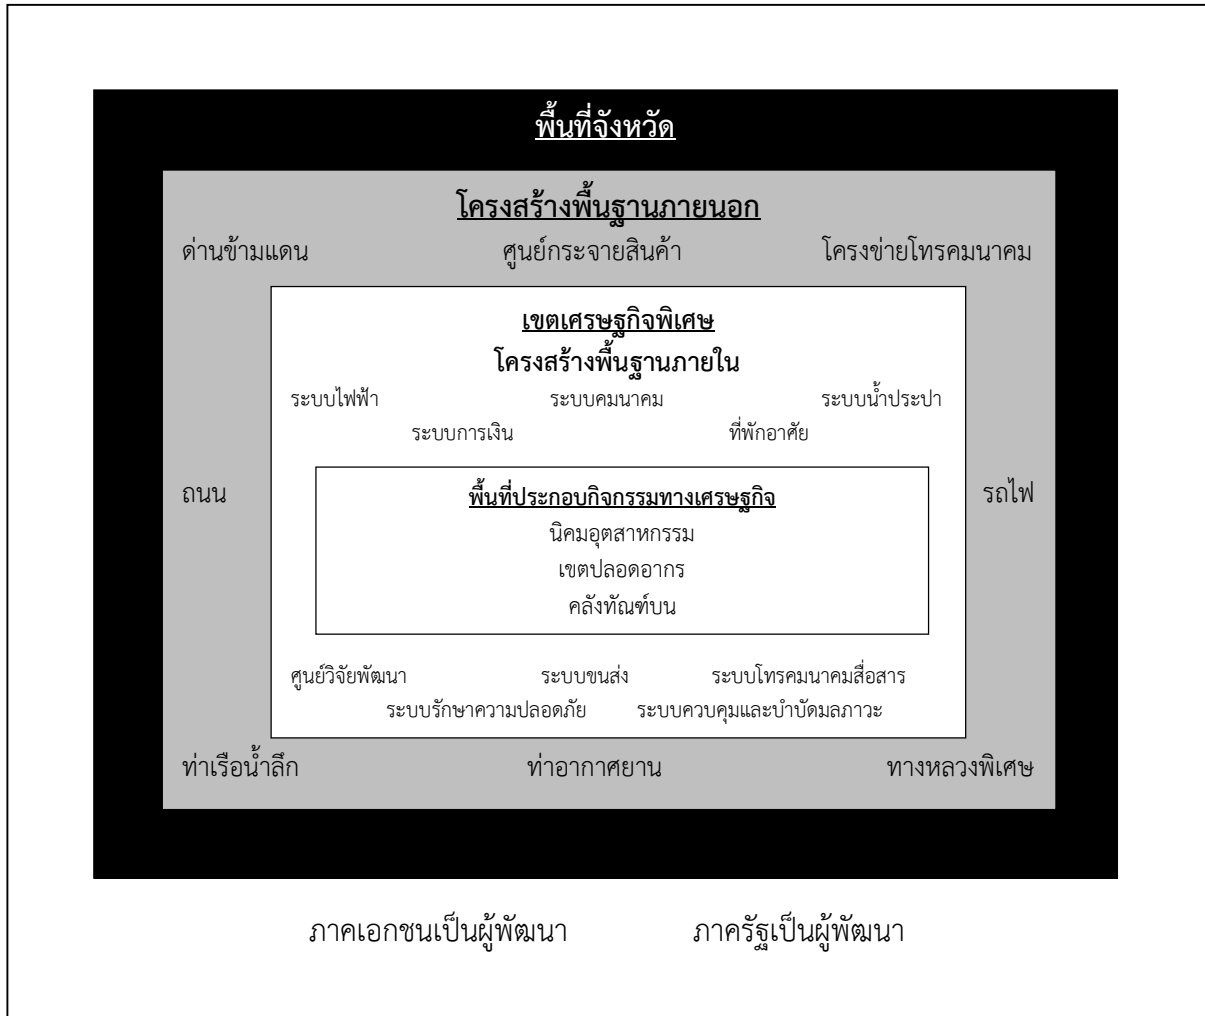 พื้นที่จังหวัด
โครงสร้างพื้นฐานภายนอก
ด่านข้ามแดน ศูนย์กระจายสินค้า โครงข่ายโทรคมนาคม
เขตเศรษฐกิจพิเศษ
โครงสร้างพื้นฐานภายใน
ระบบไฟฟ้า ระบบคมนาคม ระบบน้ำประปา
ระบบการเงิน ที่พักอาศัย
ถนน พื้นที่ประกอบกิจกรรมทางเศรษฐกิจ รถไฟ
นิคมอุตสาหกรรม
เขตปลอดอากร
คลังทัณฑ์บน
ศูนย์วิจัยพัฒนา ระบบขนส่ง ระบบโทรคมนาคมสื่อสาร
ระบบรักษาความปลอดภัย ระบบควบคุมและบำบัดมลภาวะ
ท่าเรือน้ำลึก ท่าอากาศยาน ทางหลวงพิเศษ
ภาคเอกชนเป็นผู้พัฒนา ภาครัฐเป็นผู้พัฒนา